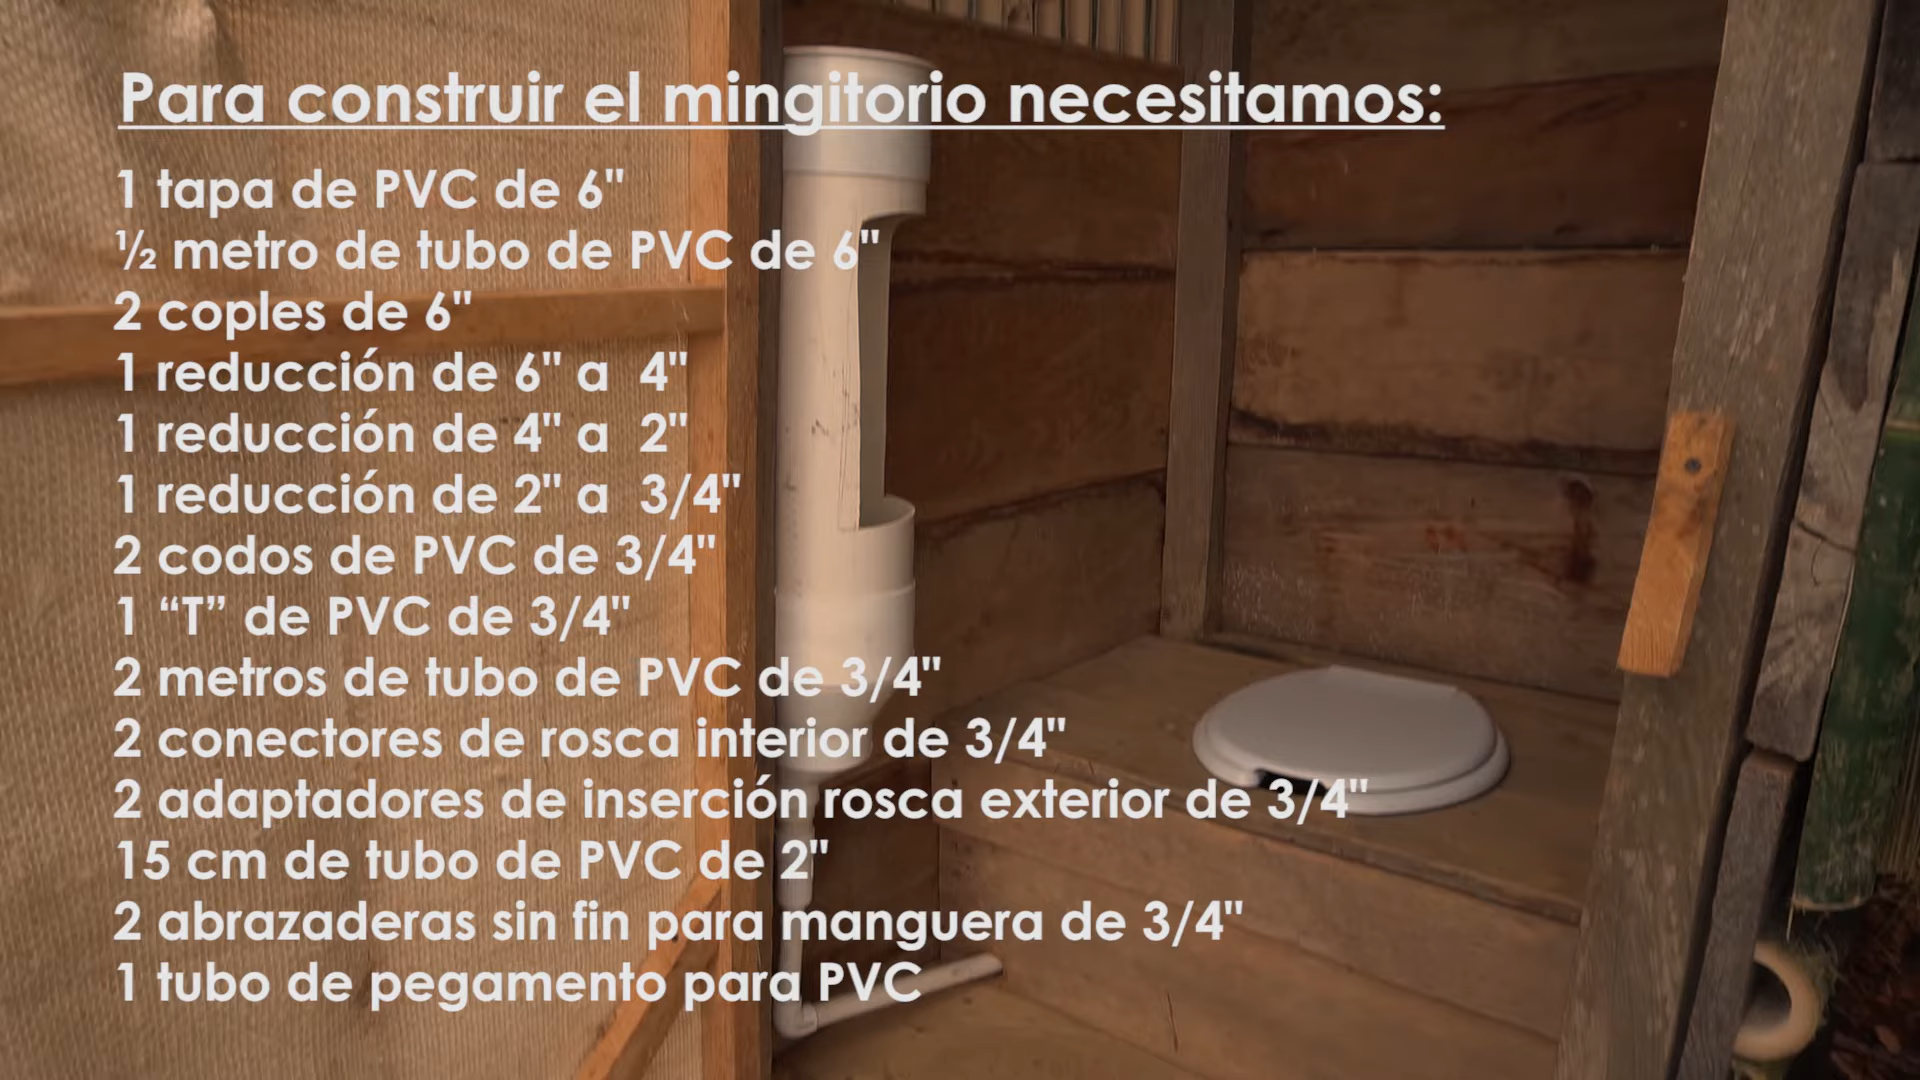 Para construir el mingitorio necesitamos:
1 tapa de PVC de 6"
½ metro de tubo de PVC de 6"
2 coples de 6"
1 reducción de 6" a 4"
1 reducción de 4" a 2"
1 reducción de 2" a 3/4"
2 codos de PVC de 3/4"
1 “T” de PVC de 3/4"
2 metros de tubo de PVC de 3/4"
2 conectores de rosca interior de 3/4"
2 adaptadores de inserción rosca exterior de 3/4"
15 cm de tubo de PVC de 2"
2 abrazaderas sin fin para manguera de 3/4"
1 tubo de pegamento para PVC